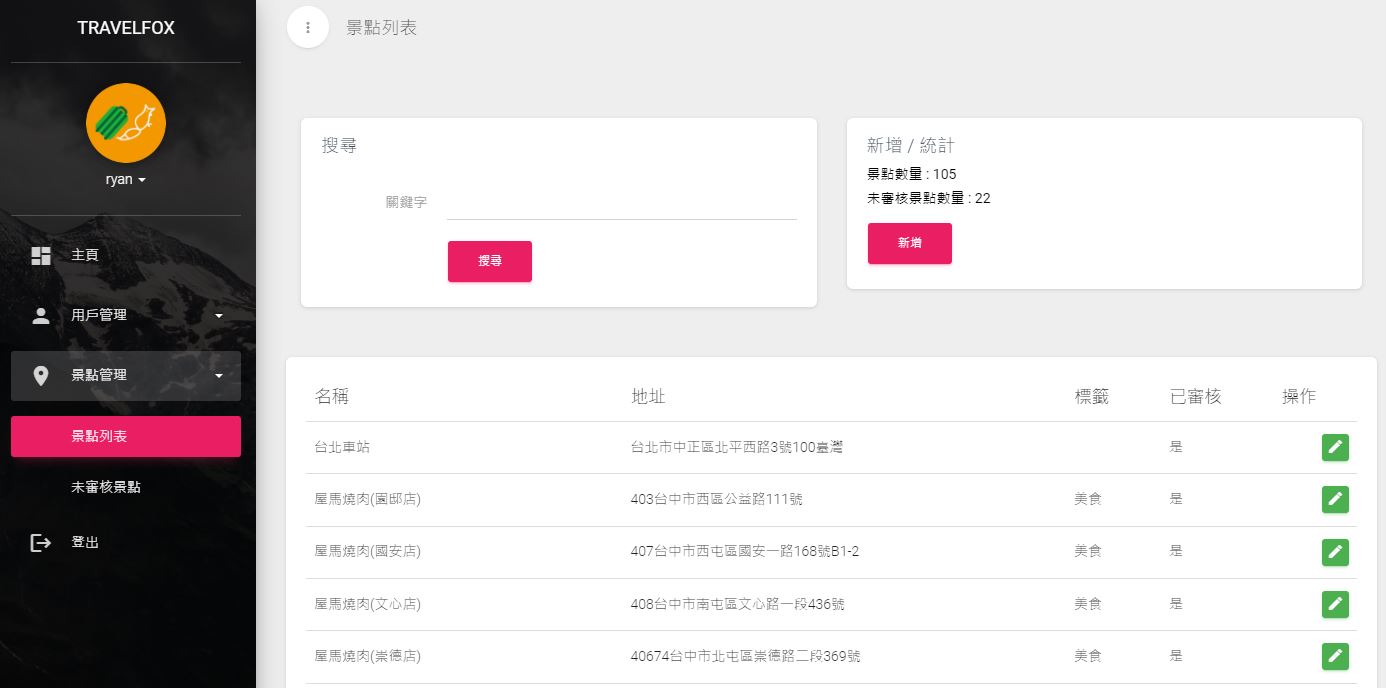 TRAVELFOX
ryan
主頁
用戶管理
景點管理
景點列表
未審核景點
登出
景點列表
搜尋
關鍵字
搜尋
新增 / 統計
景點數量 : 105
未審核景點數量 : 22
新增
名稱 地址 標籤 已審核 操作
台北車站 台北市中正區北平西路3號100臺灣 是
屋馬燒肉(園邸店) 403台中市西區公益路111號 美食 是
屋馬燒肉(國安店) 407台中市西屯區國安一路168號B1-2 美食 是
屋馬燒肉(文心店) 408台中市南屯區文心路一段436號 美食 是
屋馬燒肉(崇德店) 40674台中市北屯區崇德路二段369號 美食 是